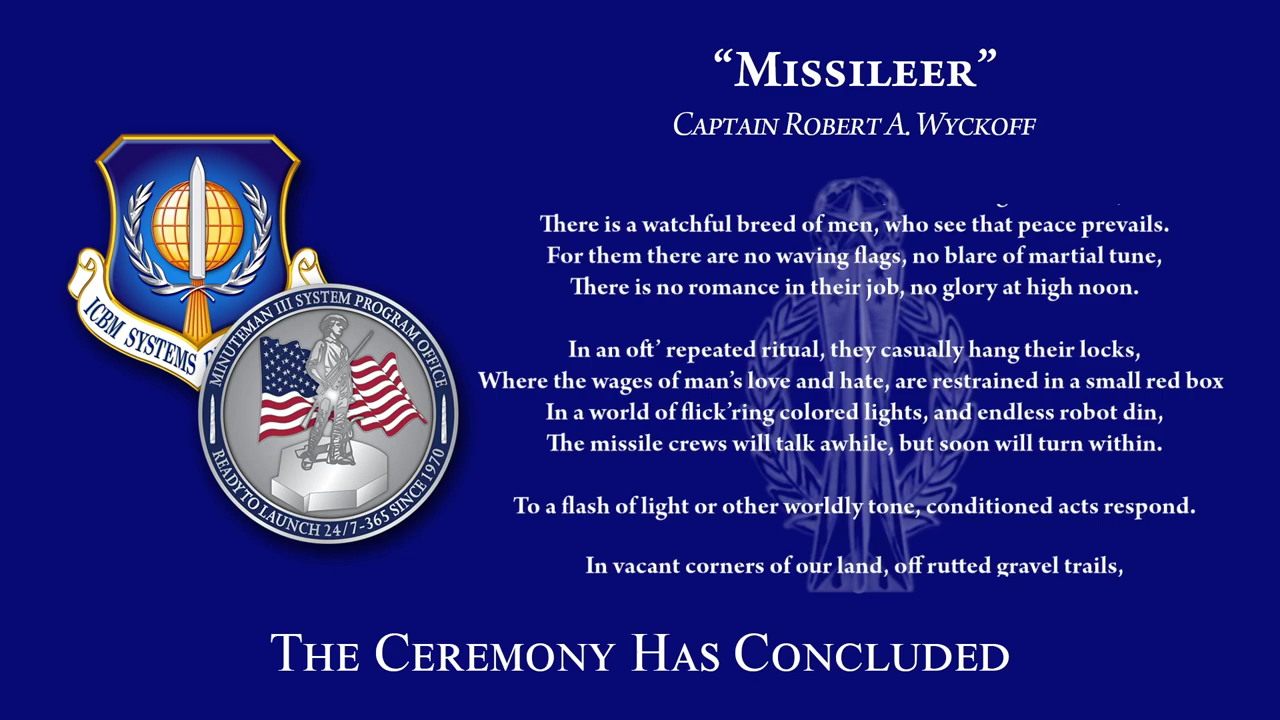 “MISSILEER”
CAPTAIN ROBERT A. WYCKOFF
There is a watchful breed of men, who see that peace prevails.
For them there are no waving flags, no blare of martial tune,
There is no romance in their job, no glory at high noon.
In an oft’ repeated ritual, they casually hang their locks,
Where the wages of man’s love and hate, are restrained in a small red box
In a world of flick’ring colored lights, and endless robot din,
The missile crews will talk awhile, but soon will turn within.
To a flash of light or other worldly tone, conditioned acts respond.
In vacant corners of our land, off rutted gravel trails,
ICBM SYSTEMS
MINUTEMAN III SYSTEM PROGRAM OFFICE
READY TO LAUNCH 24/7-365 SINCE 1970
THE CEREMONY HAS CONCLUDED